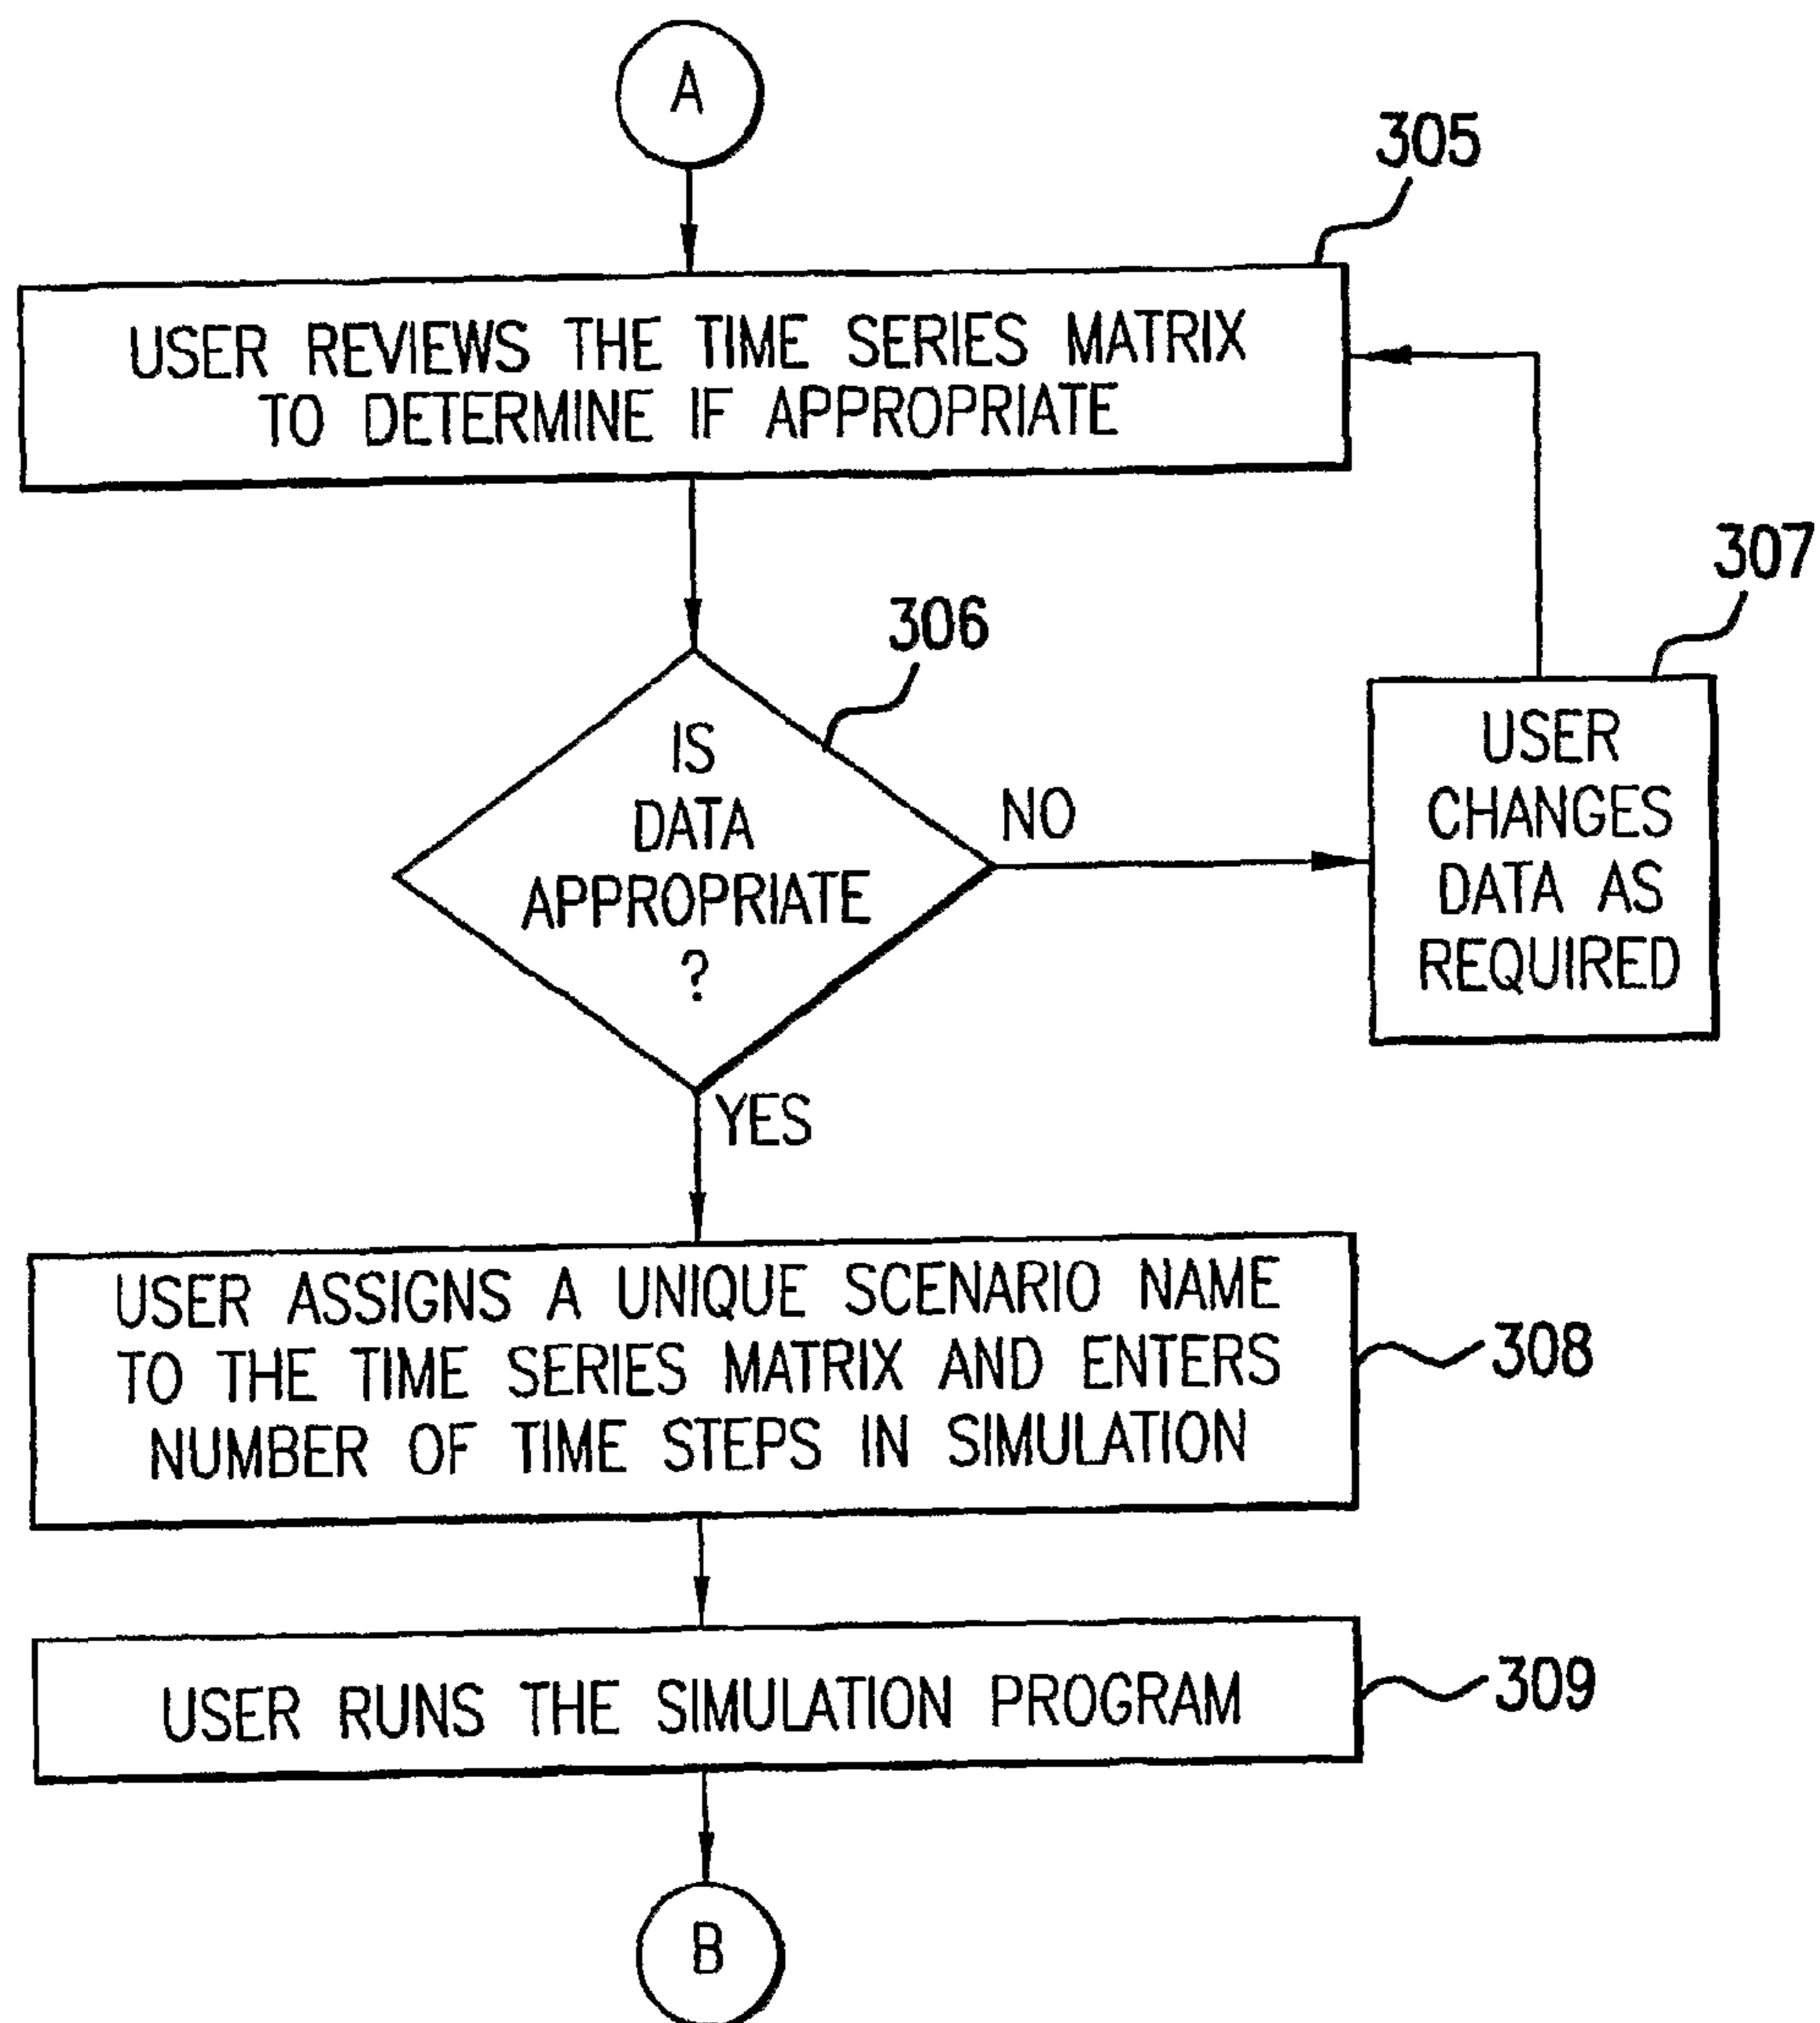 A
305
USER REVIEWS THE TIME SERIES MATRIX
TO DETERMINE IF APPROPRIATE
306
307
IS
DATA
APPROPRIATE
?
NO
USER
CHANGES
DATA AS
REQUIRED
YES
USER ASSIGNS A UNIQUE SCENARIO NAME
TO THE TIME SERIES MATRIX AND ENTERS
NUMBER OF TIME STEPS IN SIMULATION
308
USER RUNS THE SIMULATION PROGRAM
309
B